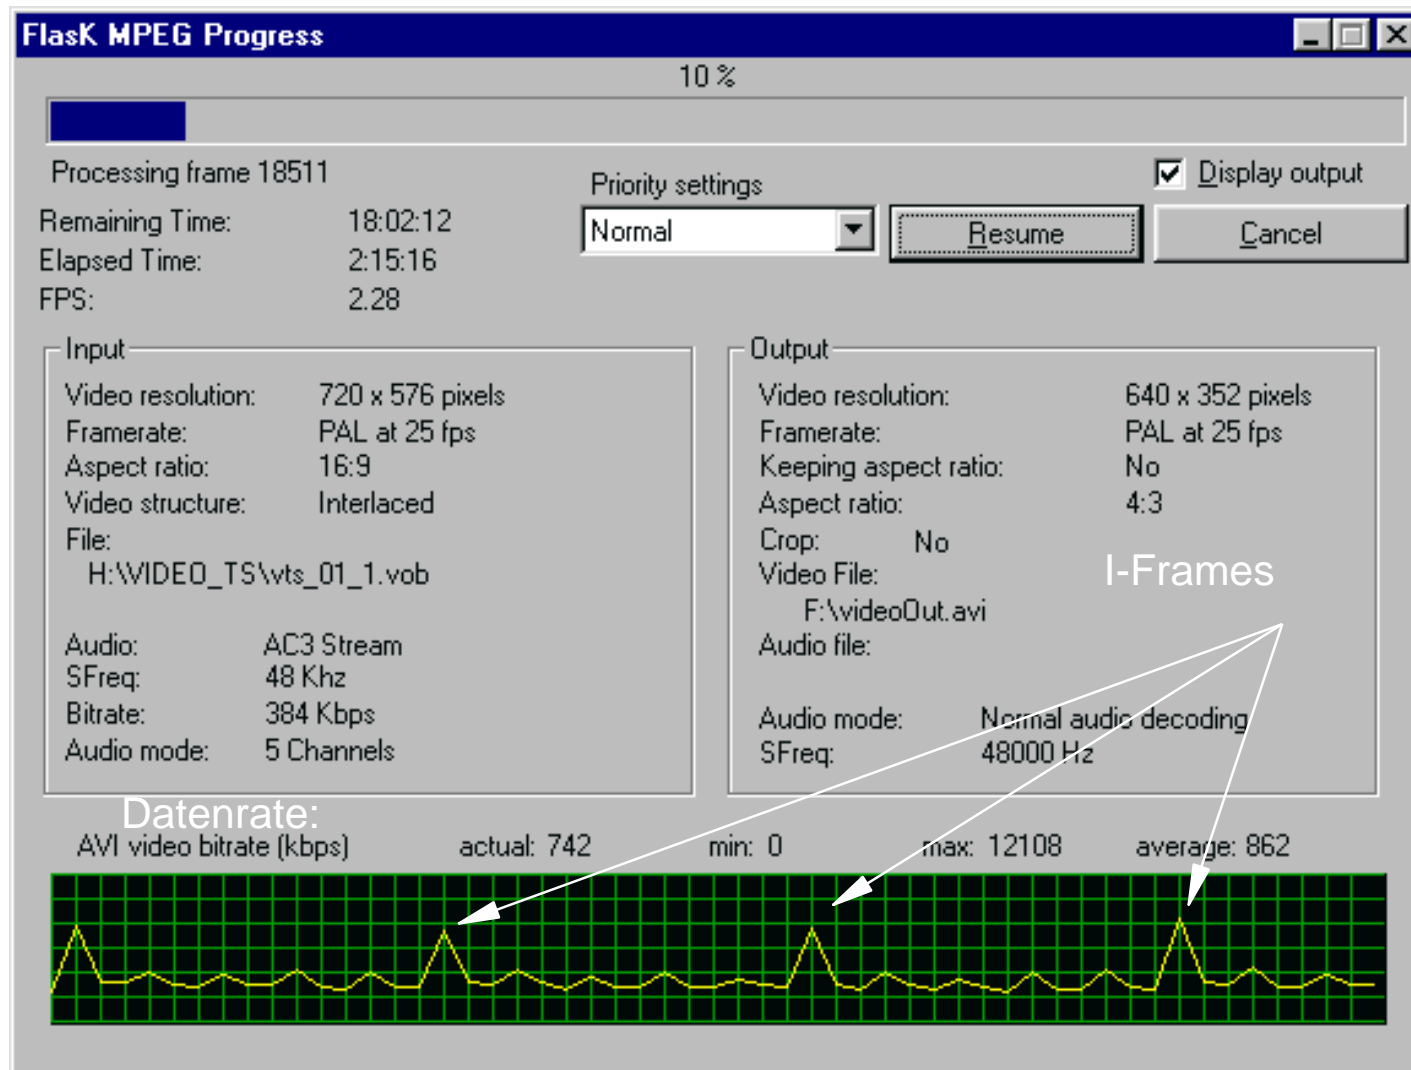 FlasK MPEG Progress
10 %
Processing frame 18511
Priority settings
Display output
Remaining Time: 18:02:12
Normal
Resume
Cancel
Elapsed Time: 2:15:16
FPS: 2.28
Input
Video resolution: 720 x 576 pixels
Framerate: PAL at 25 fps
Aspect ratio: 16:9
Video structure: Interlaced
File:
H:\VIDEO_TS\vts_01_1.vob
Audio: AC3 Stream
SFreq: 48 Khz
Bitrate: 384 Kbps
Audio mode: 5 Channels
Output
Video resolution: 640 x 352 pixels
Framerate: PAL at 25 fps
Keeping aspect ratio: No
Aspect ratio: 4:3
Crop: No
I-Frames
Video File:
F:\videoOut.avi
Audio file:
Audio mode: Normal audio decoding
SFreq: 48000 Hz
Datenrate:
AVI video bitrate (kbps) actual: 742 min: 0 max: 12108 average: 862